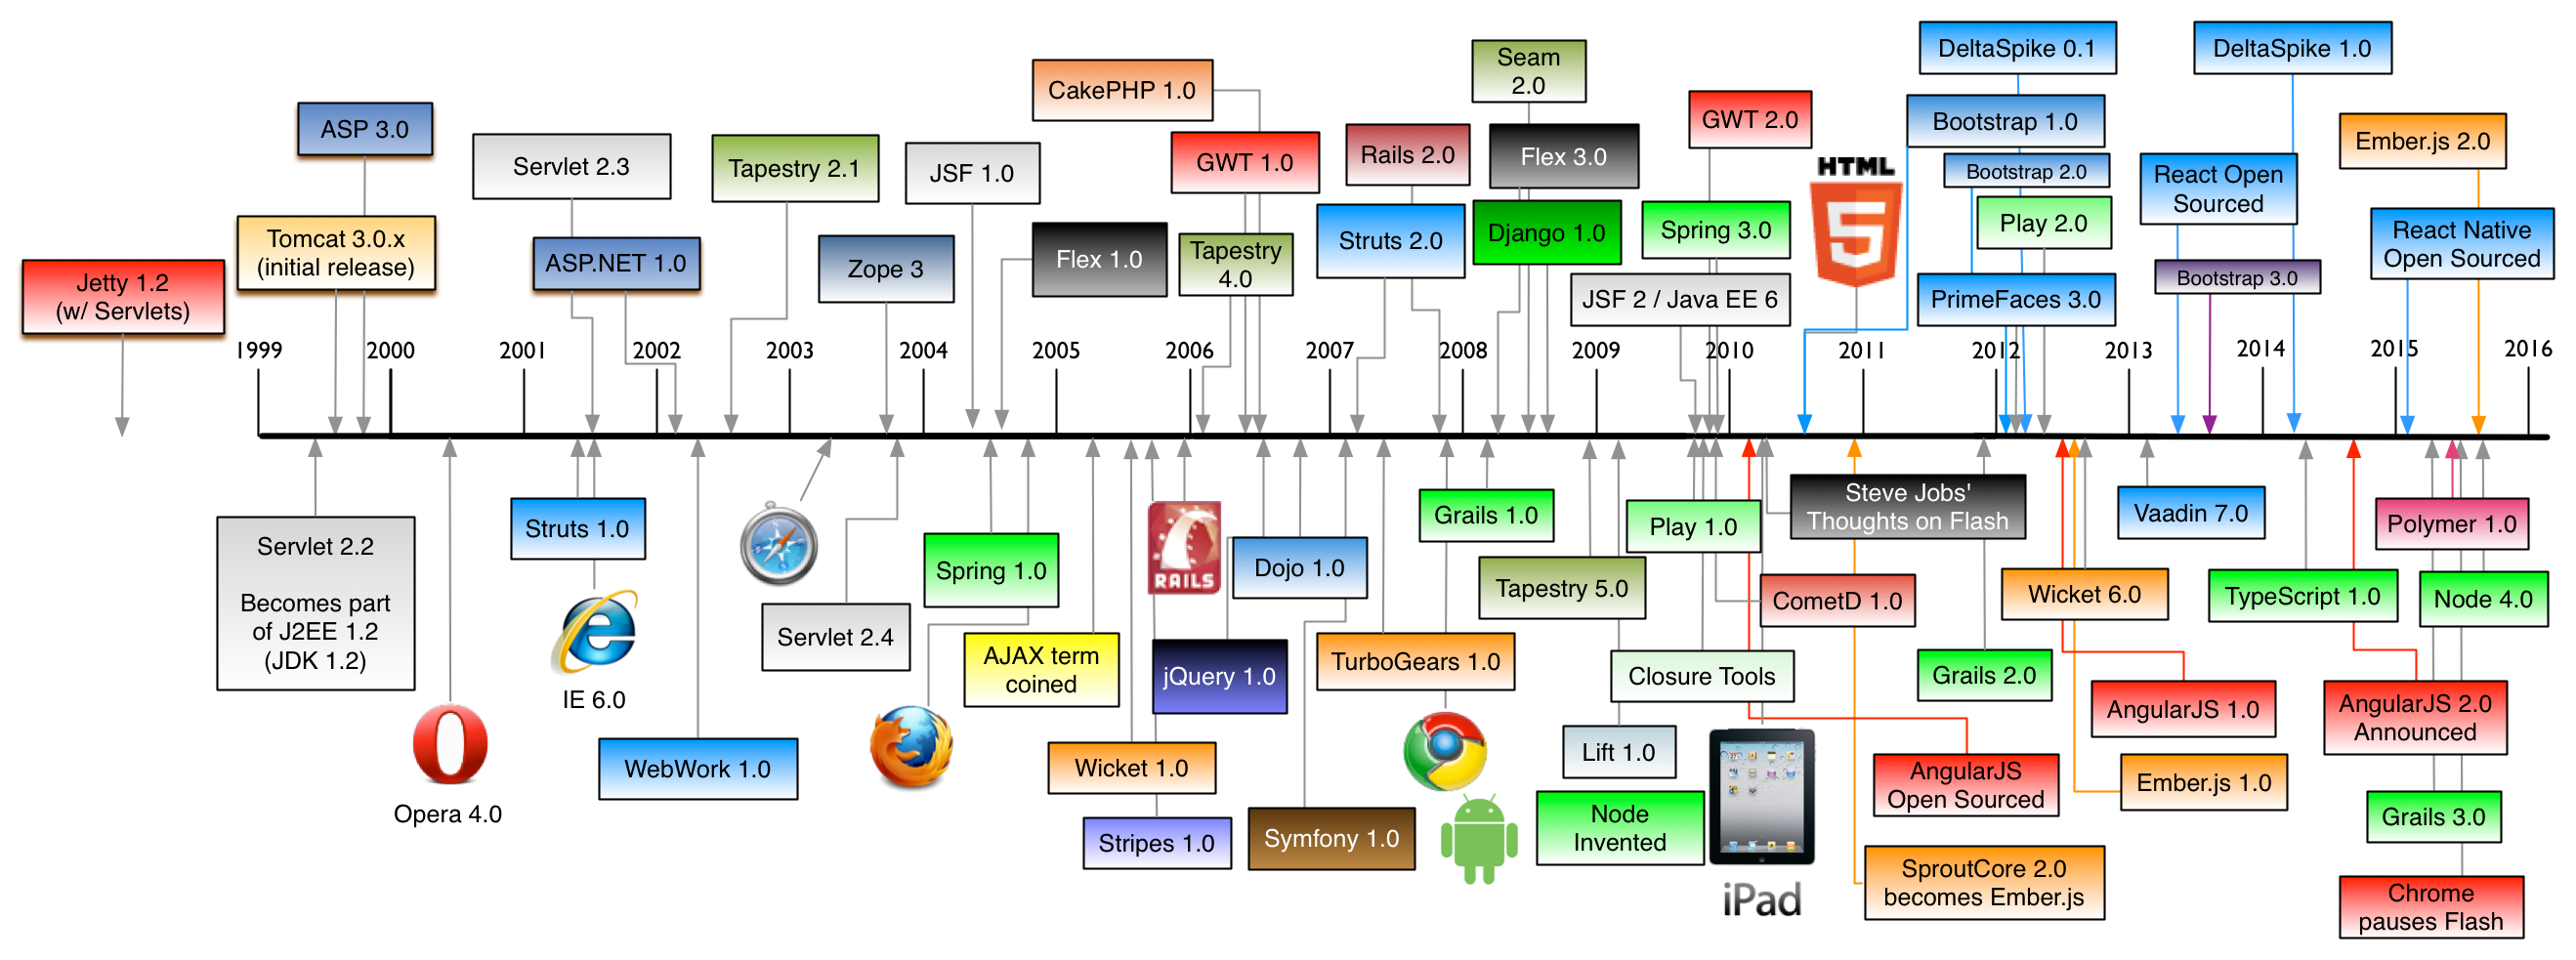 DeltaSpike 0.1
DeltaSpike 1.0
Seam
2.0
CakePHP 1.0
GWT 2.0
Bootstrap 1.0
ASP 3.0
Ember.js 2.0
Servlet 2.3
Tapestry 2.1
JSF 1.0
GWT 1.0
Rails 2.0
Flex 3.0
HTML
5
Bootstrap 2.0
React Open
Sourced
Tomcat 3.0.x
(initial release)
ASP.NET 1.0
Zope 3
Flex 1.0
Tapestry
4.0
Struts 2.0
Django 1.0
Spring 3.0
Play 2.0
React Native
Open Sourced
Jetty 1.2
(w/ Servlets)
JSF 2 / Java EE 6
PrimeFaces 3.0
Bootstrap 3.0
1999
2000
2001
2002
2003
2004
2005
2006
2007
2008
2009
2010
2011
2012
2013
2014
2015
2016
Servlet 2.2
Becomes part
of J2EE 1.2
(JDK 1.2)
Struts 1.0
IE 6.0
Opera 4.0
WebWork 1.0
Servlet 2.4
Spring 1.0
AJAX term
coined
RAILS
Dojo 1.0
jQuery 1.0
Wicket 1.0
Stripes 1.0
Symfony 1.0
TurboGears 1.0
Grails 1.0
Tapestry 5.0
Play 1.0
Closure Tools
Lift 1.0
Node
Invented
iPad
Steve Jobs'
Thoughts on Flash
CometD 1.0
Grails 2.0
AngularJS
Open Sourced
SproutCore 2.0
becomes Ember.js
Vaadin 7.0
Wicket 6.0
AngularJS 1.0
Ember.js 1.0
TypeScript 1.0
Polymer 1.0
Node 4.0
AngularJS 2.0
Announced
Grails 3.0
Chrome
pauses Flash